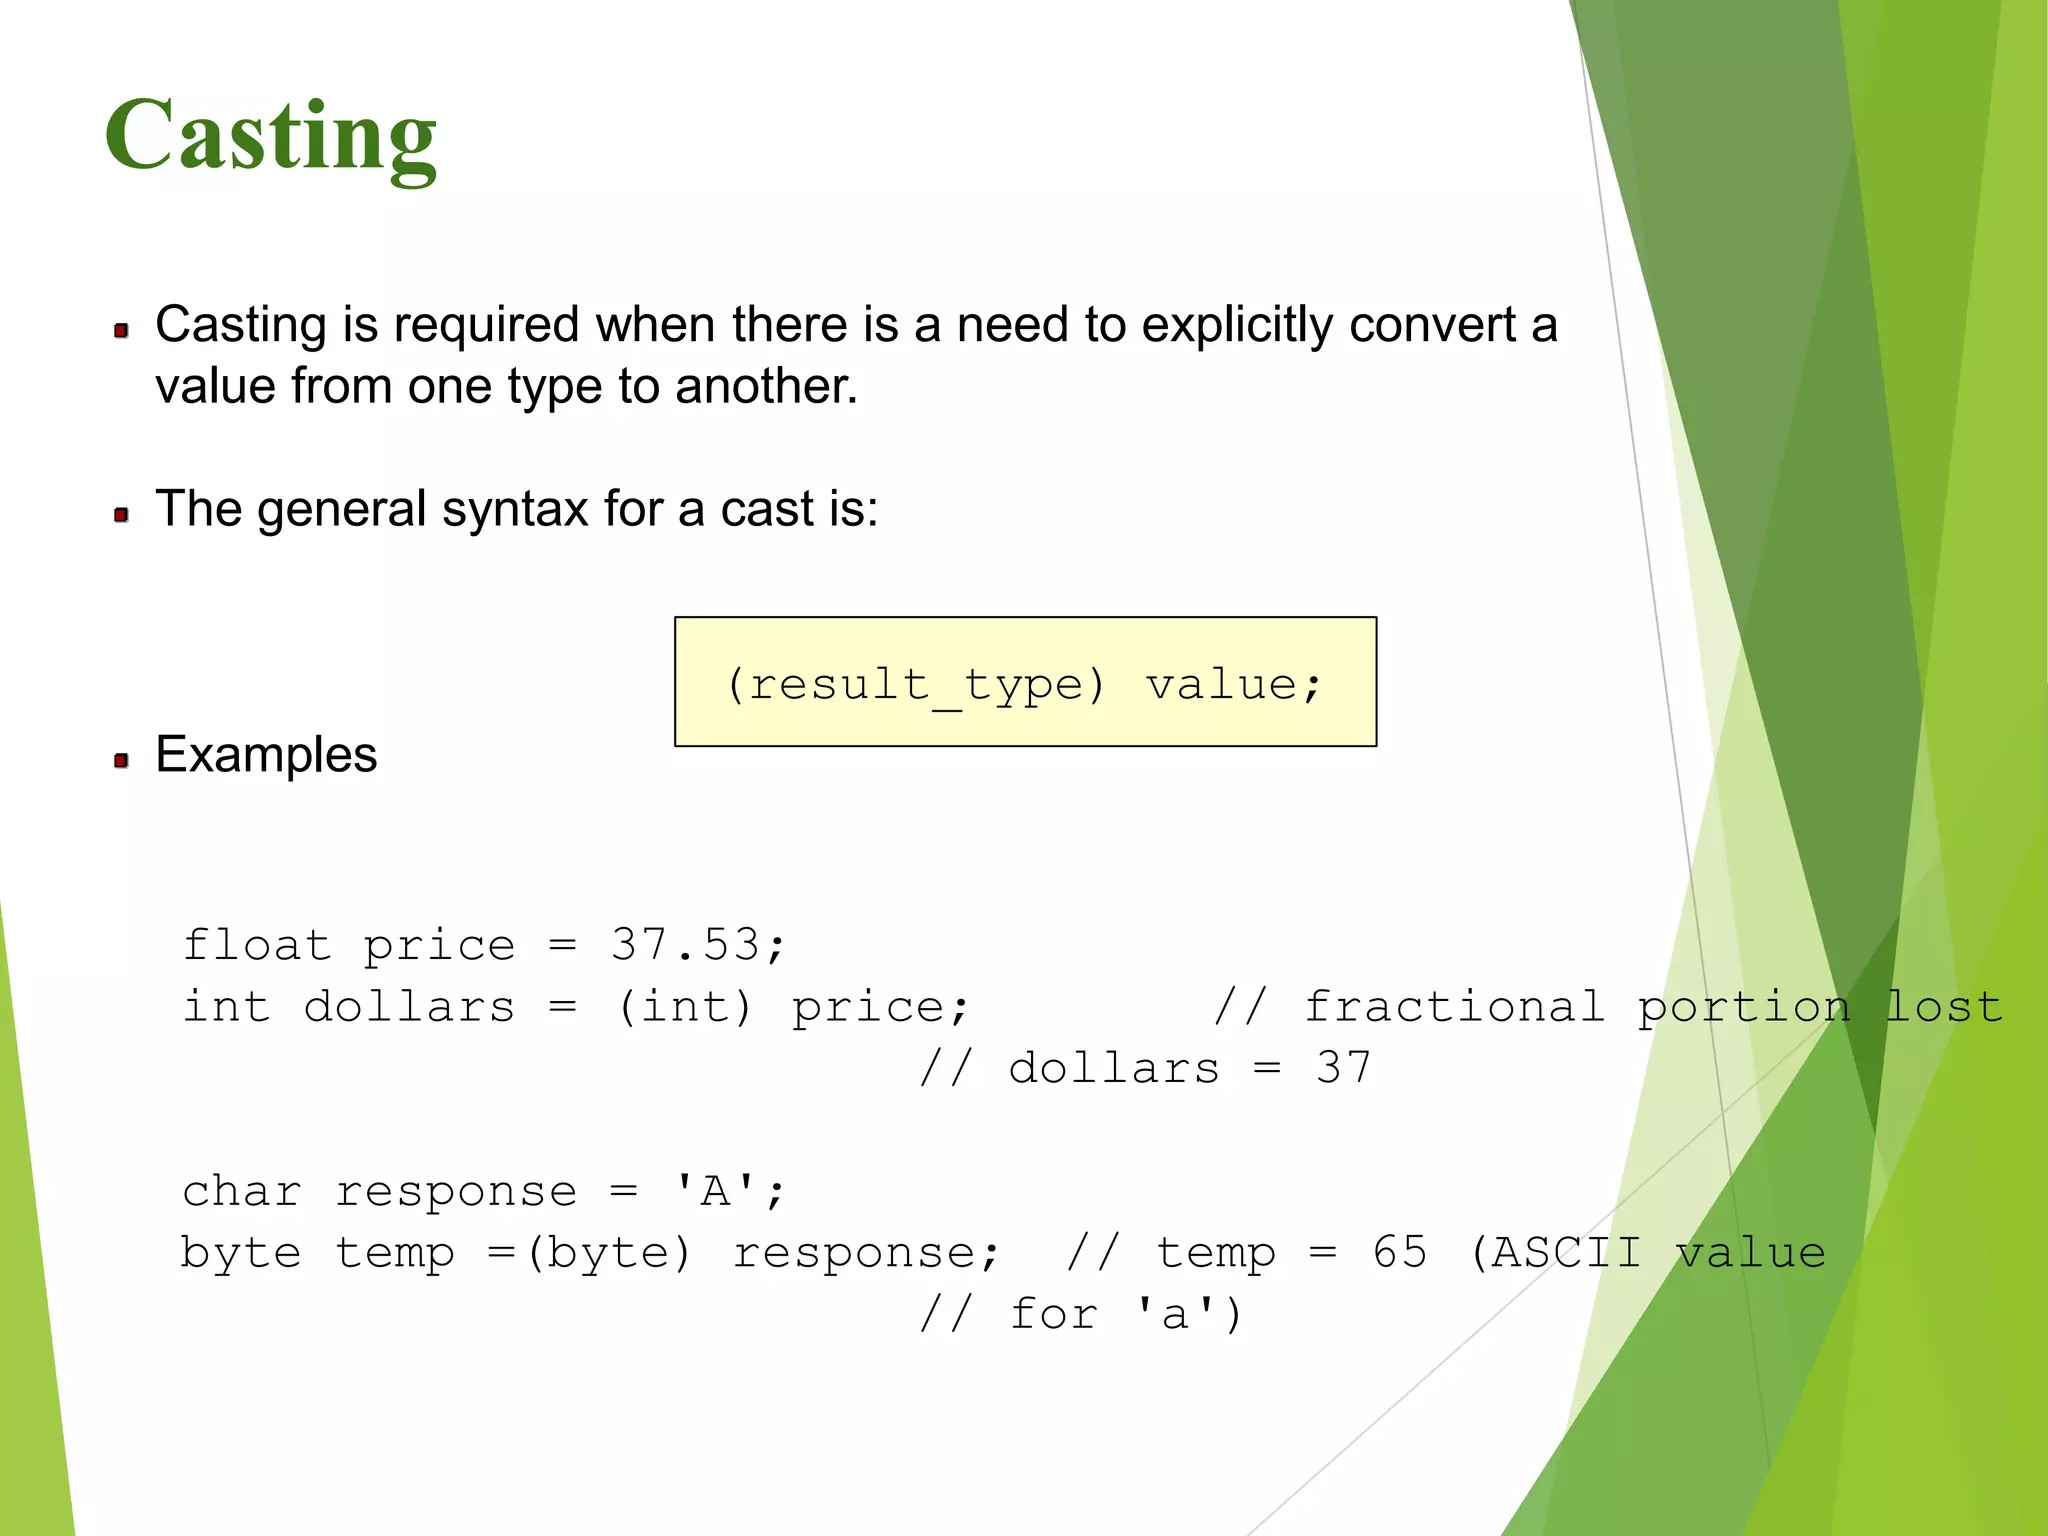 Casting
Casting is required when there is a need to explicitly convert a
value from one type to another.
The general syntax for a cast is:
(result_type) value;
Examples
float price = 37.53;
int dollars = (int) price; // fractional portion lost
// dollars = 37
char response = 'A';
byte temp =(byte) response; // temp = 65 (ASCII value
// for 'a')